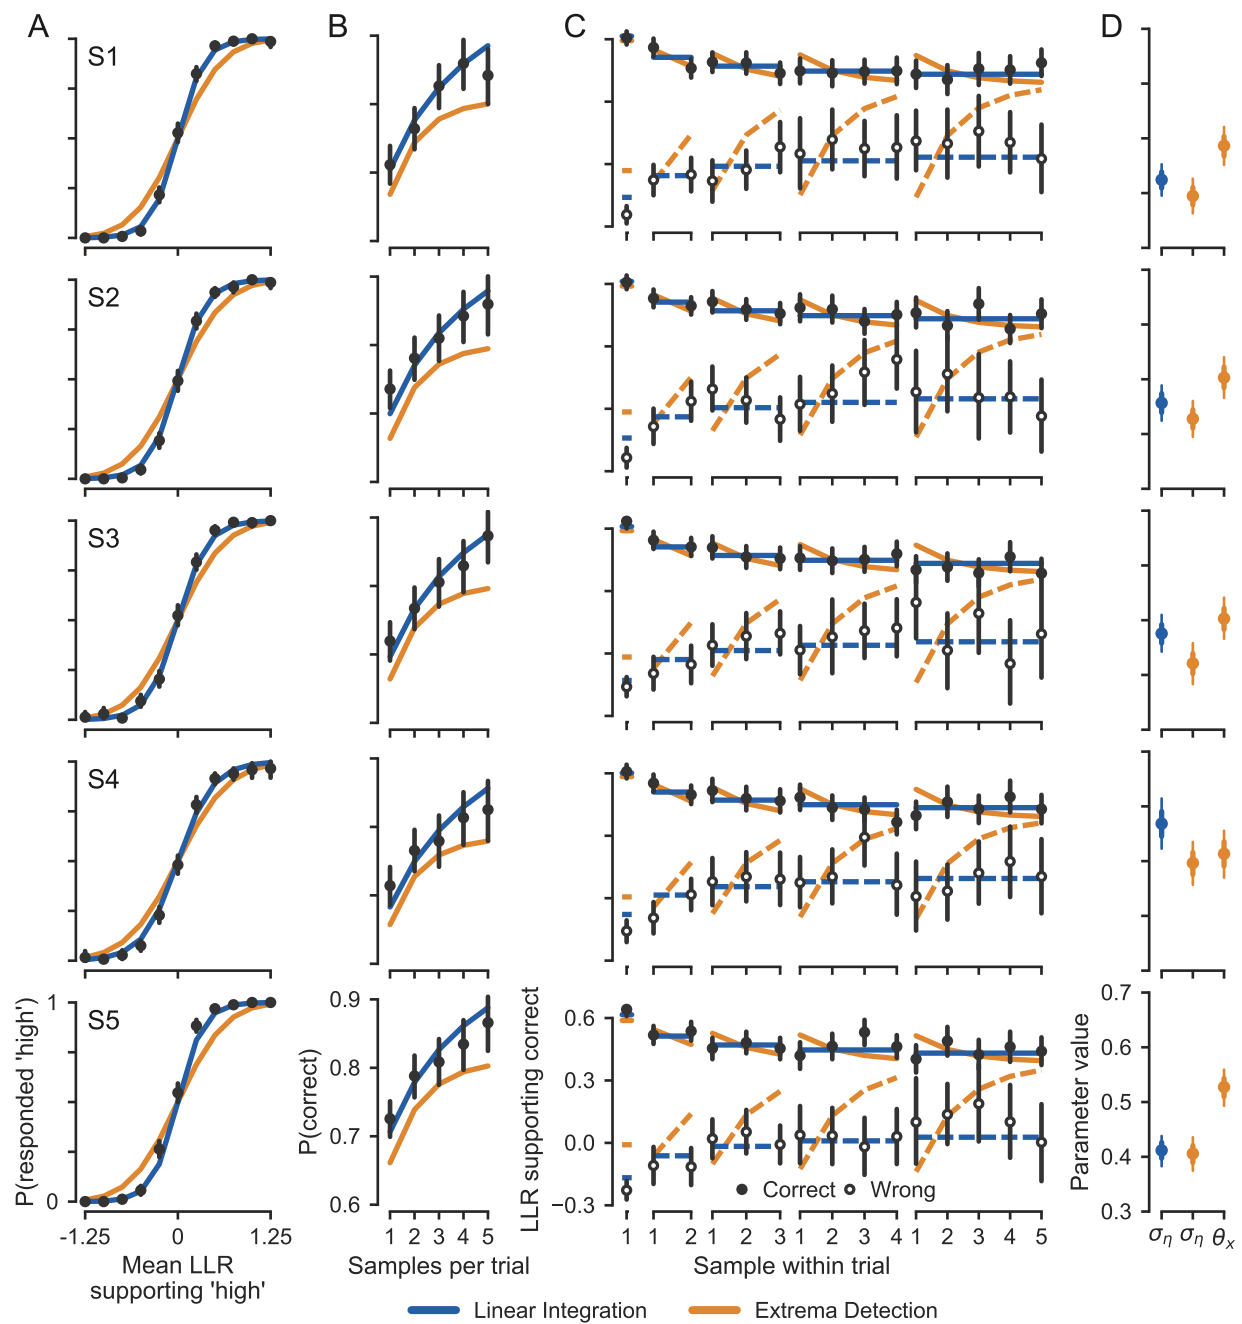 A B C D
S1
S2
S3
S4
S5
P(responded 'high')
1
0
-1.25 0 1.25
Mean LLR
supporting 'high'
P(correct)
0.9
0.8
0.7
0.6
1 2 3 4 5
Samples per trial
LLR supporting correct
0.6
0.3
0.0
−0.3
Correct Wrong
1 1 2 1 2 3 1 2 3 4 1 2 3 4 5
Sample within trial
Parameter value
0.7
0.6
0.5
0.4
0.3
ση ση θx
Linear Integration Extrema Detection